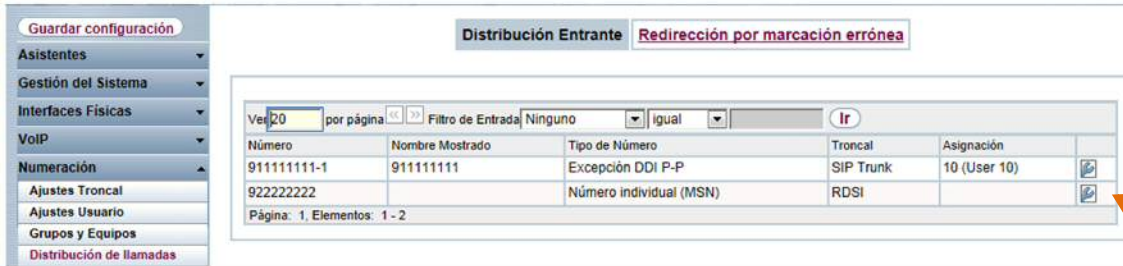 Guardar configuración
Asistentes
Gestión del Sistema
Interfaces Físicas
VoIP
Numeración
Ajustes Troncal
Ajustes Usuario
Grupos y Equipos
Distribución de llamadas
Distribución Entrante Redirección por marcación errónea
Ver 20 por página << >> Filtro de Entrada Ninguno igual Ir
Número Nombre Mostrado Tipo de Número Troncal Asignación
911111111-1 911111111 Excepción DDI P-P SIP Trunk 10 (User 10)
922222222 Número individual (MSN) RDSI
Página: 1, Elementos: 1 - 2